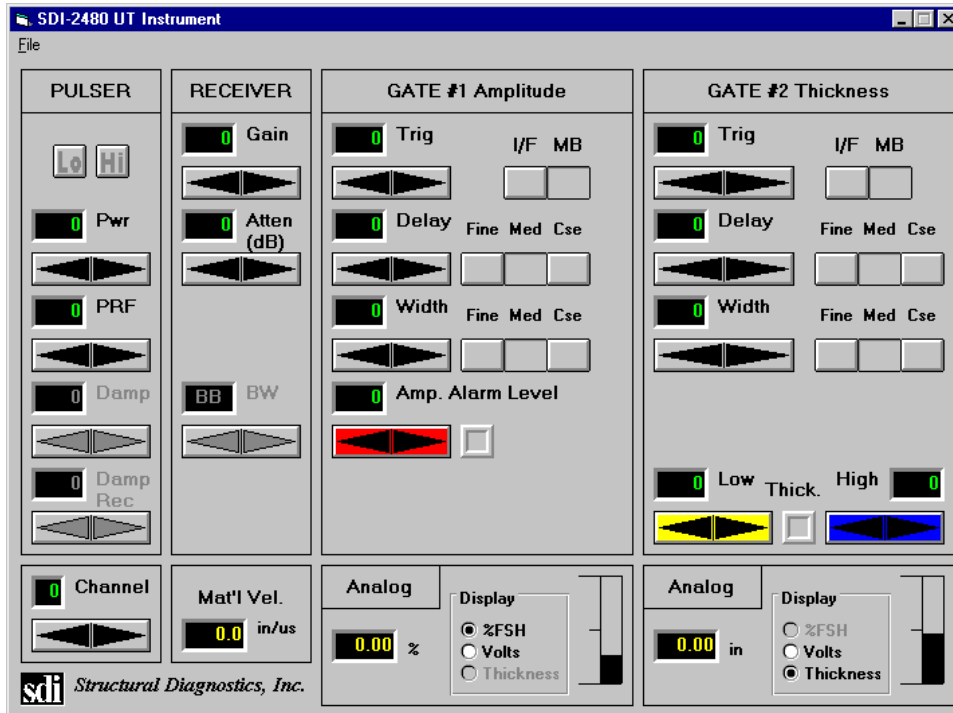 SDI-2480 UT Instrument
File
PULSER
Lo Hi
0 Pwr
0 PRF
0 Damp
0 Damp
Rec
RECEIVER
0 Gain
0 Atten
(dB)
BB BW
GATE #1 Amplitude
0 Trig I/F MB
0 Delay Fine Med Cse
0 Width Fine Med Cse
0 Amp. Alarm Level
GATE #2 Thickness
0 Trig I/F MB
0 Delay Fine Med Cse
0 Width Fine Med Cse
0 Low Thick. High 0
0 Channel
Mat'l Vel.
0.0 in/us
Analog
0.00 %
Display
%FSH
Volts
Thickness
Analog
0.00 in
Display
%FSH
Volts
Thickness
sdi Structural Diagnostics, Inc.